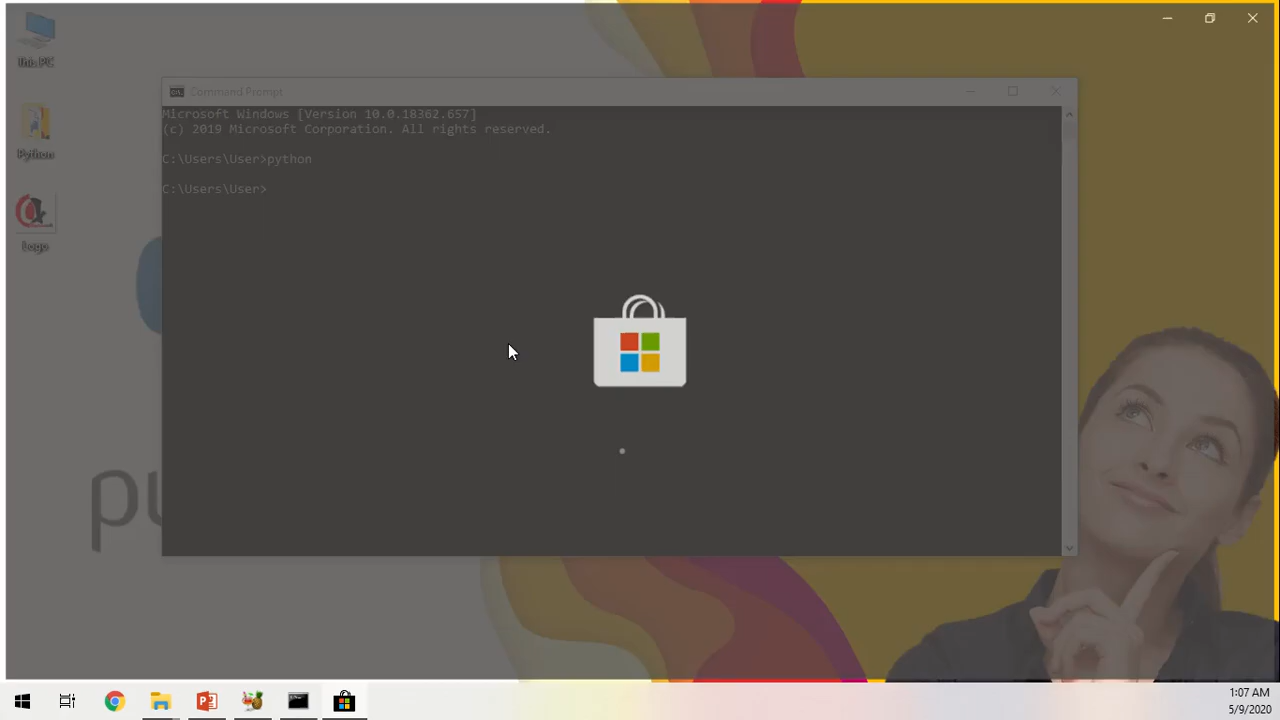 This PC
Python
Logo
Command Prompt
Microsoft Windows [Version 10.0.18362.657]
(c) 2019 Microsoft Corporation. All rights reserved.
C:\Users\User>python
C:\Users\User>
1:07 AM
5/9/2020